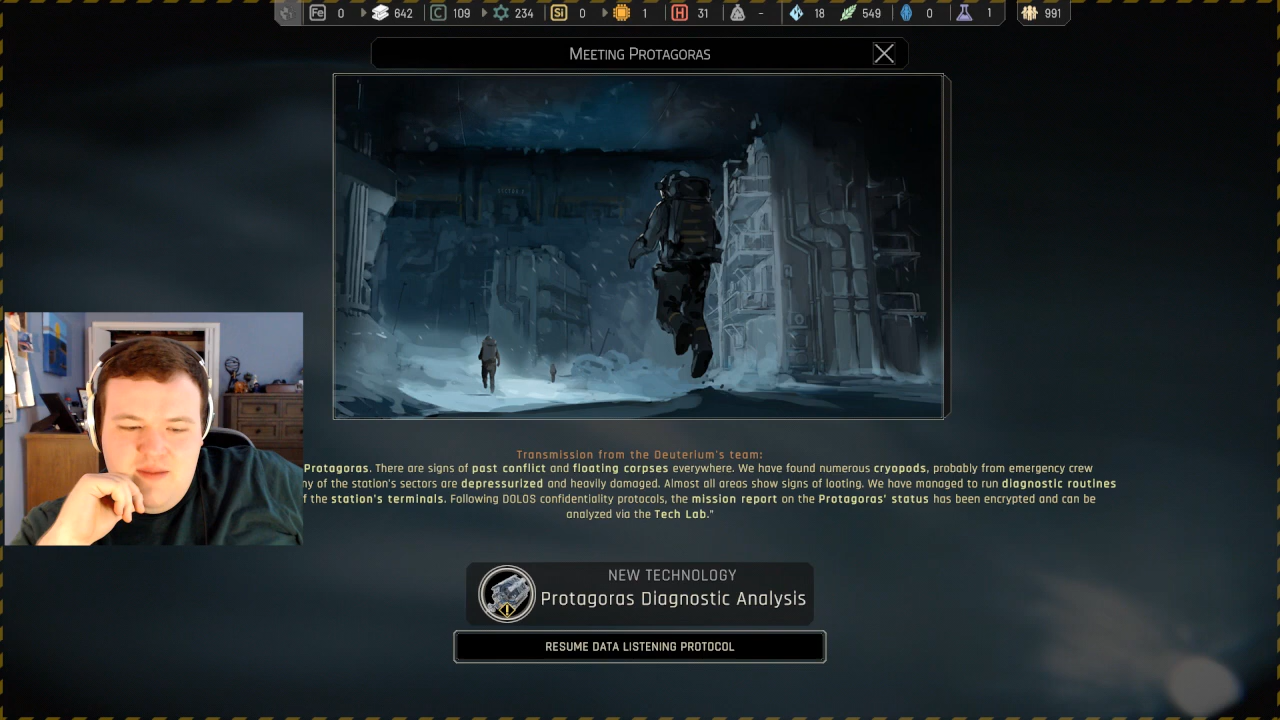 Fe 0 642 C 109 234 Si 0 1 H 31 - 18 549 0 1 991
Meeting Protagoras
Transmission from the Deuterium's team:
Protagoras. There are signs of past conflict and floating corpses everywhere. We have found numerous cryopods, probably from emergency crew
of the station's sectors are depressurized and heavily damaged. Almost all areas show signs of looting. We have managed to run diagnostic routines
the station's terminals. Following DOLOS confidentiality protocols, the mission report on the Protagoras' status has been encrypted and can be
analyzed via the Tech Lab."
NEW TECHNOLOGY
Protagoras Diagnostic Analysis
RESUME DATA LISTENING PROTOCOL